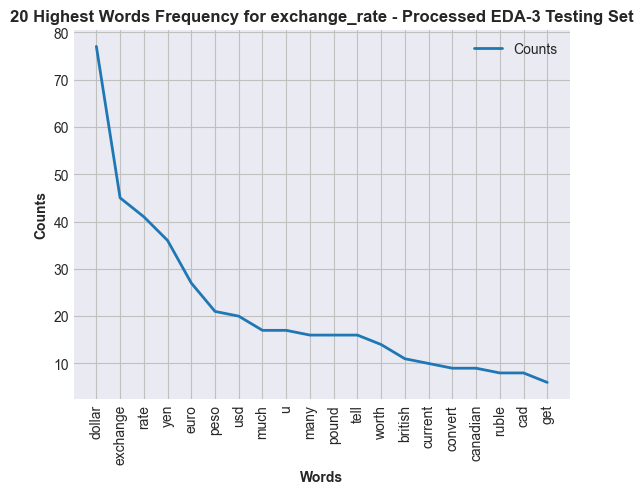 20 Highest Words Frequency for exchange_rate - Processed EDA-3 Testing Set
Counts
80
70
60
50
40
30
20
10
Counts
dollar
exchange
rate
yen
euro
peso
usd
much
u
many
pound
tell
worth
british
current
convert
canadian
ruble
cad
get
Words